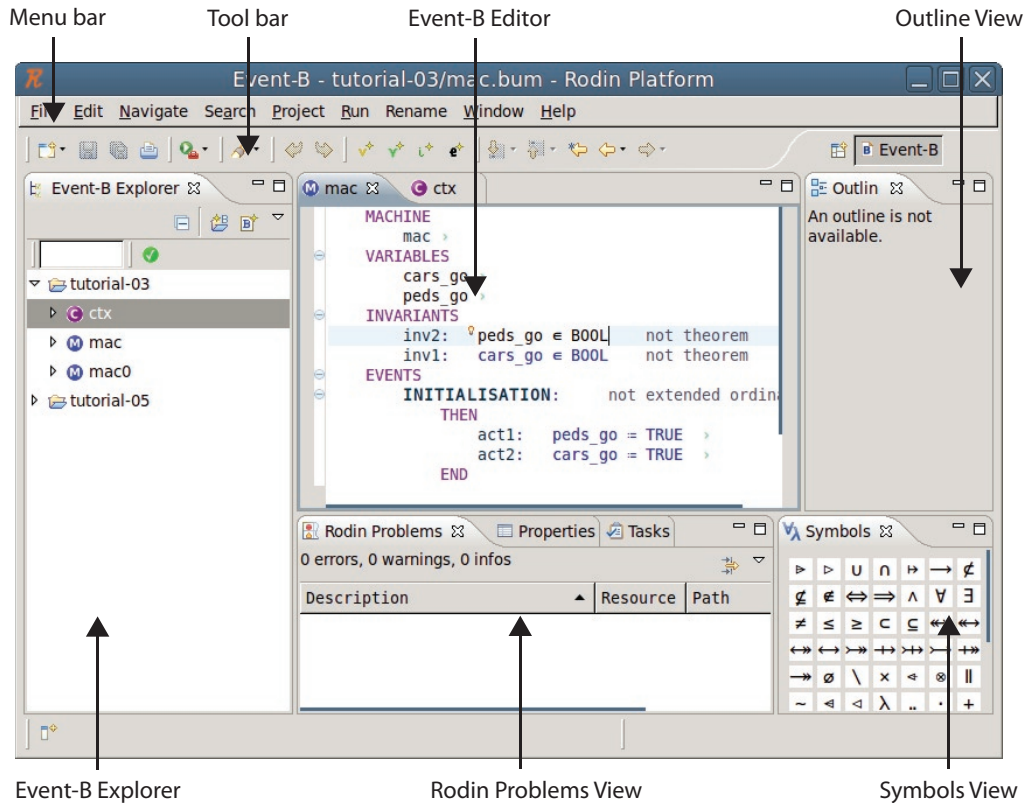 Menu bar Tool bar Event-B Editor Outline View
Event-B - tutorial-03/mac.bum - Rodin Platform
File Edit Navigate Search Project Run Rename Window Help
Event-B
Event-B Explorer
tutorial-03
ctx
mac
mac0
tutorial-05
mac ctx
MACHINE
mac
VARIABLES
cars_go
peds_go
INVARIANTS
inv2: peds_go ∈ BOOL not theorem
inv1: cars_go ∈ BOOL not theorem
EVENTS
INITIALISATION: not extended ordina
THEN
act1: peds_go ≔ TRUE
act2: cars_go ≔ TRUE
END
Outlin
An outline is not
available.
Rodin Problems Properties Tasks
0 errors, 0 warnings, 0 infos
Description Resource Path
Symbols
⩥ ▷ ∪ ∩ ↦ → ⊄
⊈ ∉ ⇔ ⇒ ∧ ∀ ∃
≠ ≤ ≥ ⊂ ⊆
∅ \ × ⊗ ∥
∼ ⩤ ◁ λ ‥ · +
Event-B Explorer Rodin Problems View Symbols View